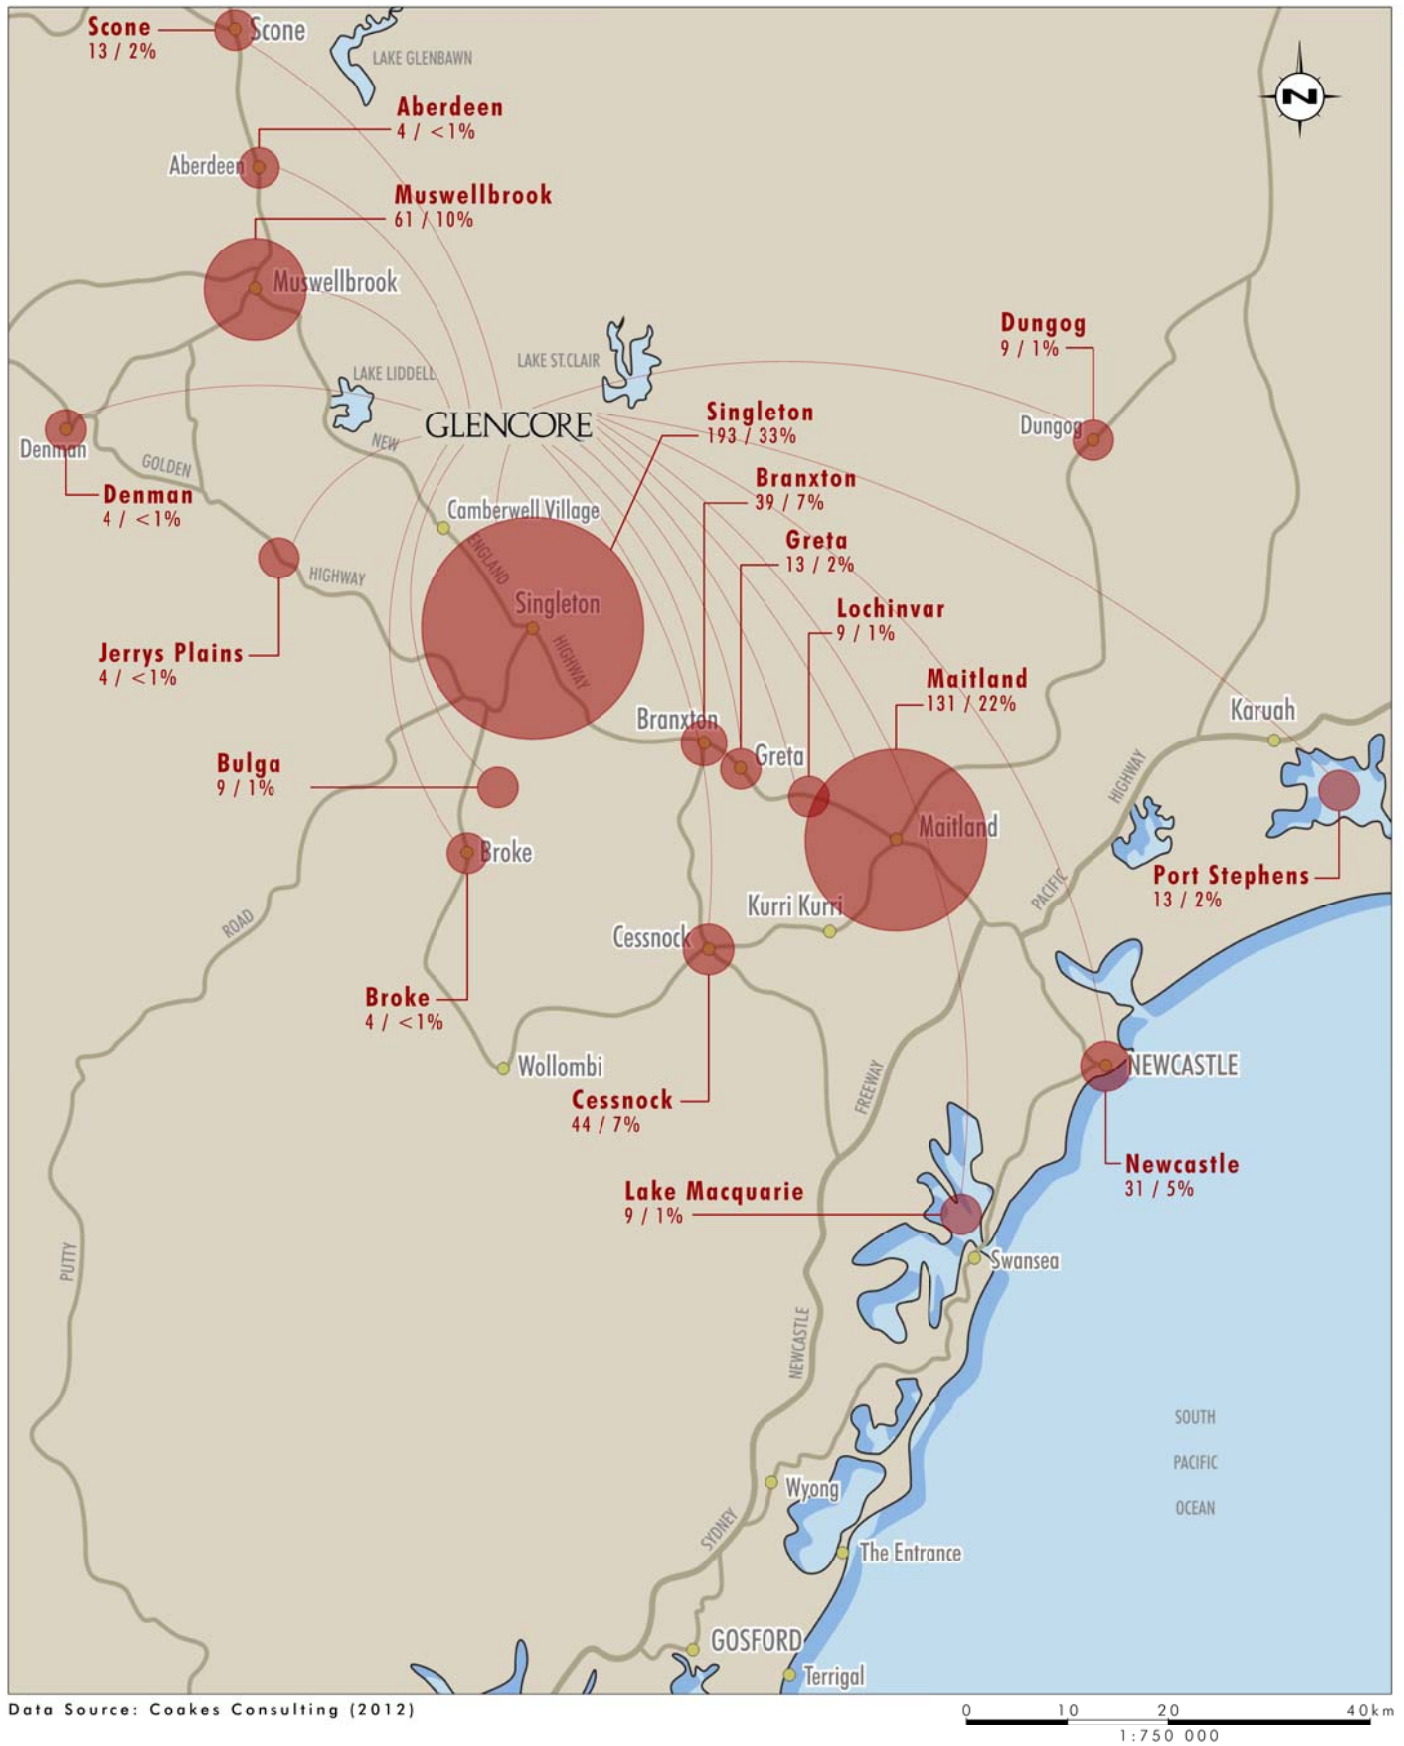 Scone
13 / 2%
Scone
LAKE GLENBAWN
N
Aberdeen
4 / <1%
Aberdeen
Muswellbrook
61 / 10%
Muswellbrook
Dungog
9 / 1%
LAKE ST.CLAIR
LAKE LIDDELL
GLENCORE
Singleton
193 / 33%
Dungog
Denman
NEW
GOLDEN
Denman
4 / <1%
Branxton
39 / 7%
Camberwell Village
ENGLAND
Greta
13 / 2%
HIGHWAY
Singleton
Lochinvar
9 / 1%
HIGHWAY
Jerrys Plains
4 / <1%
Maitland
131 / 22%
Branxton
Karuah
Greta
Bulga
9 / 1%
HIGHWAY
Maitland
Broke
Port Stephens
13 / 2%
PACIFIC
Kurri Kurri
ROAD
Cessnock
Broke
4 / <1%
Wollombi
NEWCASTLE
FREEWAY
Cessnock
44 / 7%
Newcastle
31 / 5%
Lake Macquarie
9 / 1%
PUTTY
Swansea
NEWCASTLE
SOUTH
PACIFIC
OCEAN
Wyong
SYDNEY
The Entrance
GOSFORD
Terrigal
Data Source: Coakes Consulting (2012)
0 10 20 40km
1:750 000